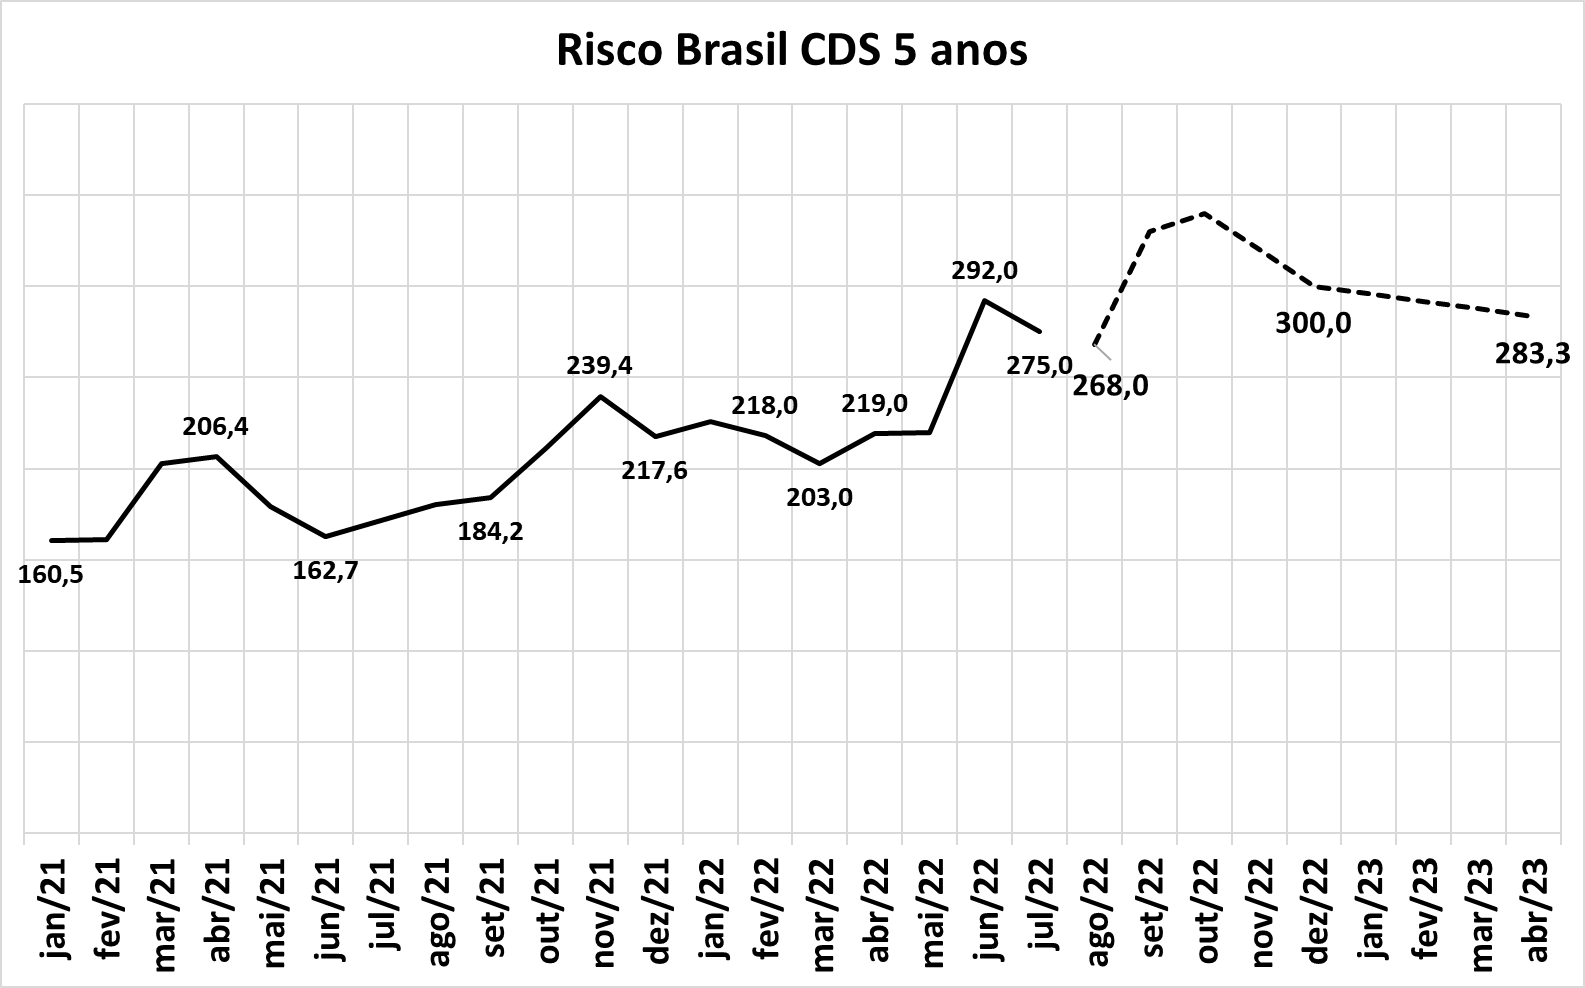 Risco Brasil CDS 5 anos
292,0
300,0
239,4
275,0
283,3
268,0
218,0
219,0
206,4
217,6
203,0
184,2
160,5
162,7
jan/21
fev/21
mar/21
abr/21
mai/21
jun/21
jul/21
ago/21
set/21
out/21
nov/21
dez/21
jan/22
fev/22
mar/22
abr/22
mai/22
jun/22
jul/22
ago/22
set/22
out/22
nov/22
dez/22
jan/23
fev/23
mar/23
abr/23